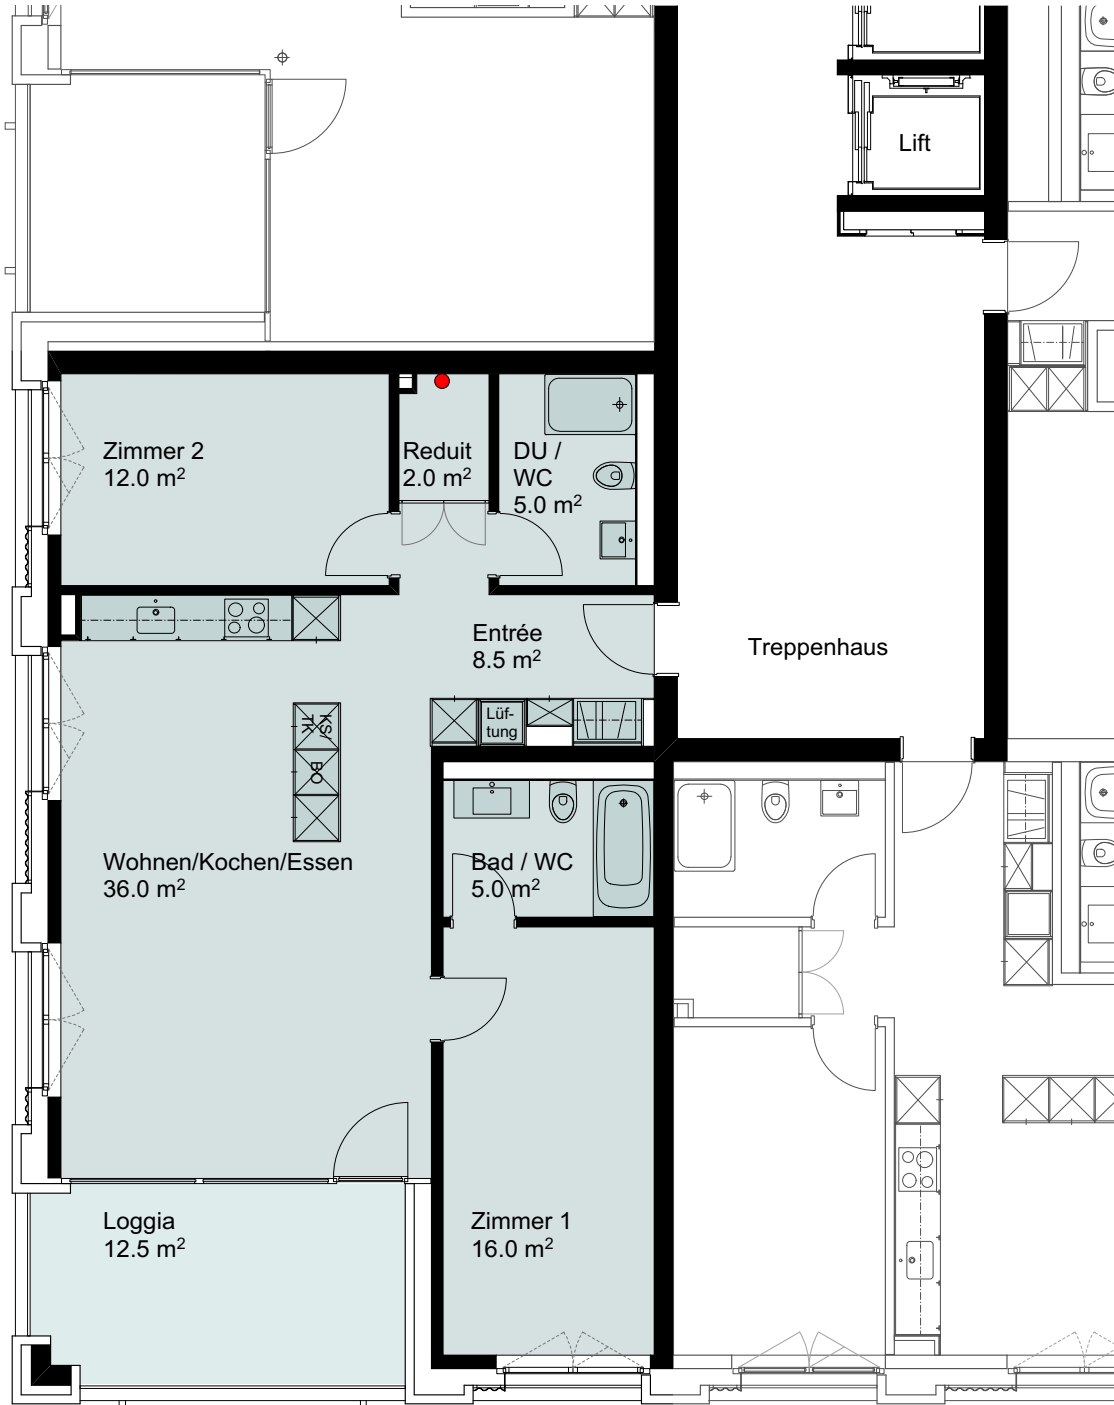 Lift
Zimmer 2
12.0 m²
Reduit
2.0 m²
DU /
WC
5.0 m²
Entrée
8.5 m²
Treppenhaus
Lüf-
tung
KS/
TK
BO
Wohnen/Kochen/Essen
36.0 m²
Bad / WC
5.0 m²
Loggia
12.5 m²
Zimmer 1
16.0 m²